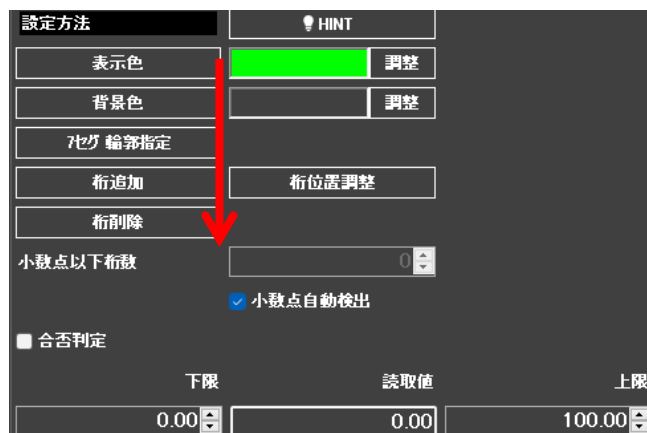 設定方法 HINT
表示色 調整
背景色 調整
7セグ 輪郭指定
桁追加 桁位置調整
桁削除
小数点以下桁数 0
小数点自動検出
合否判定
下限 読取値 上限
0.00 0.00 100.00